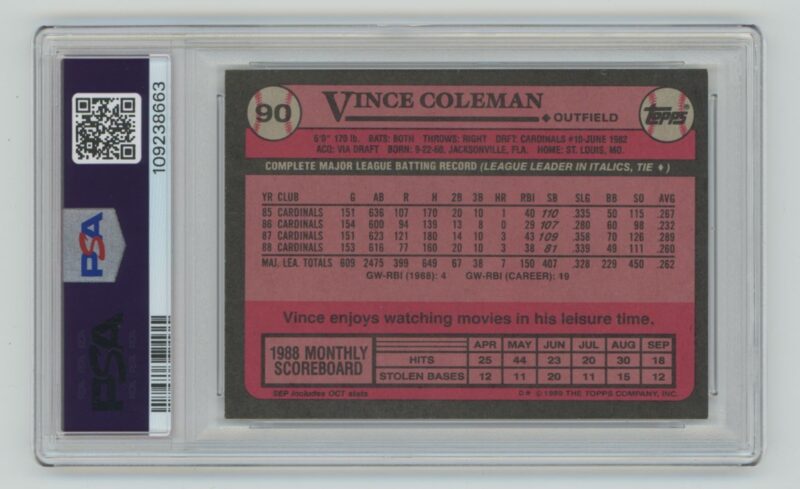 PSA
PSA
109238663
90
VINCE COLEMAN
OUTFIELD
Topps
6'0" 170 lb. BATS: BOTH THROWS: RIGHT DRFT: CARDINALS #10-JUNE 1982
ACQ: VIA DRAFT BORN: 9-22-60, JACKSONVILLE, FLA. HOME: ST. LOUIS, MO.
COMPLETE MAJOR LEAGUE BATTING RECORD (LEAGUE LEADER IN ITALICS, TIE ♦)
YR CLUB G AB R H 2B 3B HR RBI SB SLG BB SO AVG
85 CARDINALS 151 636 107 170 20 10 1 40 110 .335 50 115 .267
86 CARDINALS 154 600 94 139 13 8 0 29 107 .280 60 98 .232
87 CARDINALS 151 623 121 180 14 10 3 43 109 .358 70 126 .289
88 CARDINALS 153 616 77 160 20 10 3 38 81 .339 49 111 .260
MAJ. LEA. TOTALS 609 2475 399 649 67 38 7 150 407 .328 229 450 .262
GW-RBI (1988): 4 GW-RBI (CAREER): 19
Vince enjoys watching movies in his leisure time.
1988 MONTHLY SCOREBOARD
APR MAY JUN JUL AUG SEP
HITS 25 44 23 20 30 18
STOLEN BASES 12 11 20 11 15 12
SEP includes OCT stats
D* © 1989 THE TOPPS COMPANY, INC.